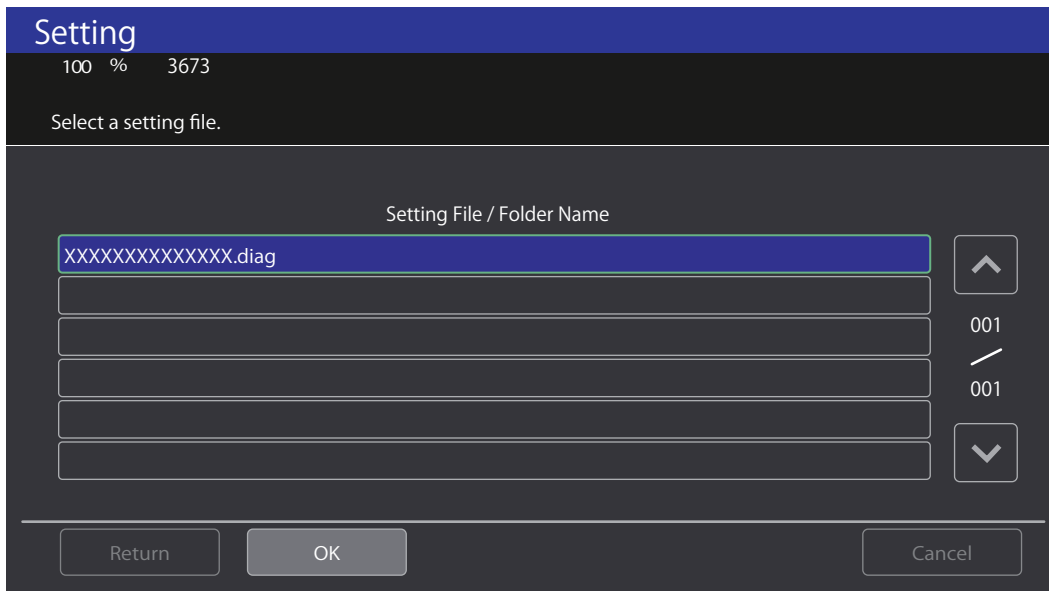 Setting
100 % 3673
Select a setting file.
Setting File / Folder Name
XXXXXXXXXXXXXX.diag
001
001
Return OK Cancel